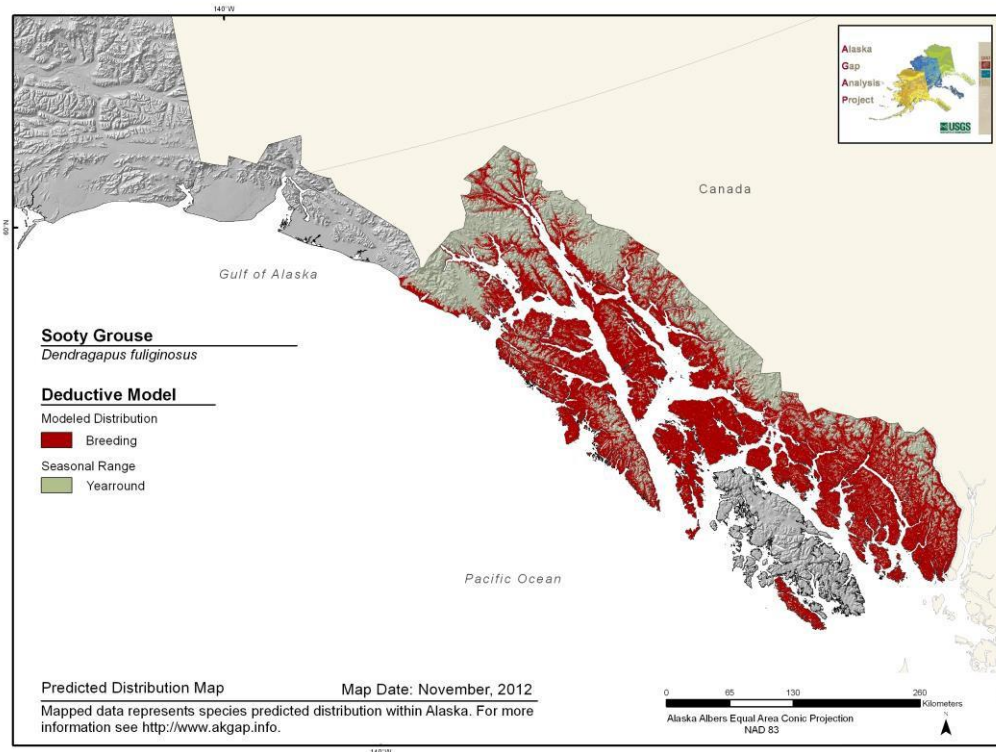 140°W
Alaska
Gap
Analysis
Project
USGS
Canada
60°N
Gulf of Alaska
Sooty Grouse
Dendragapus fuliginosus
Deductive Model
Modeled Distribution
Breeding
Seasonal Range
Yearround
Pacific Ocean
Predicted Distribution Map Map Date: November, 2012
Mapped data represents species predicted distribution within Alaska. For more
information see http://www.akgap.info.
0 65 130 260
Kilometers
Alaska Albers Equal Area Conic Projection
NAD 83
N
140°W